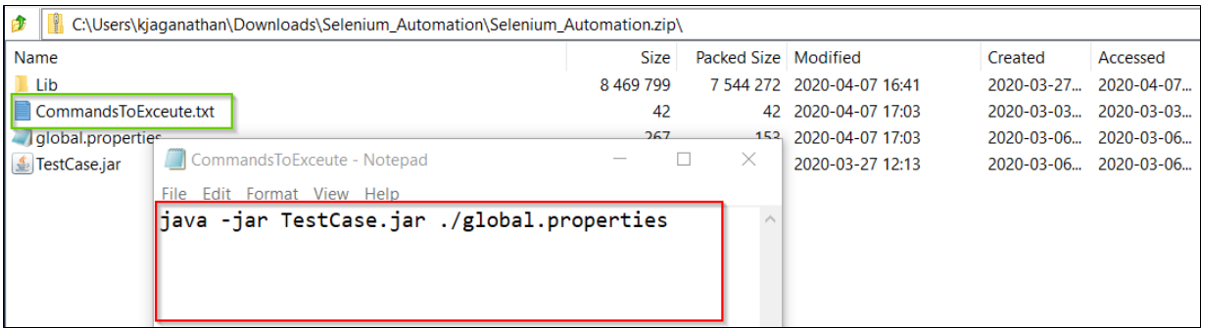 C:\Users\kjaganathan\Downloads\Selenium_Automation\Selenium_Automation.zip\
Name Size Packed Size Modified Created Accessed
Lib 8 469 799 7 544 272 2020-04-07 16:41 2020-03-27... 2020-04-07...
CommandsToExceute.txt 42 42 2020-04-07 17:03 2020-03-03... 2020-03-03...
global.properties 267 153 2020-04-07 17:03 2020-03-06... 2020-03-06...
TestCase.jar 2020-03-27 12:13 2020-03-06... 2020-03-06...
CommandsToExceute - Notepad
File Edit Format View Help
java -jar TestCase.jar ./global.properties